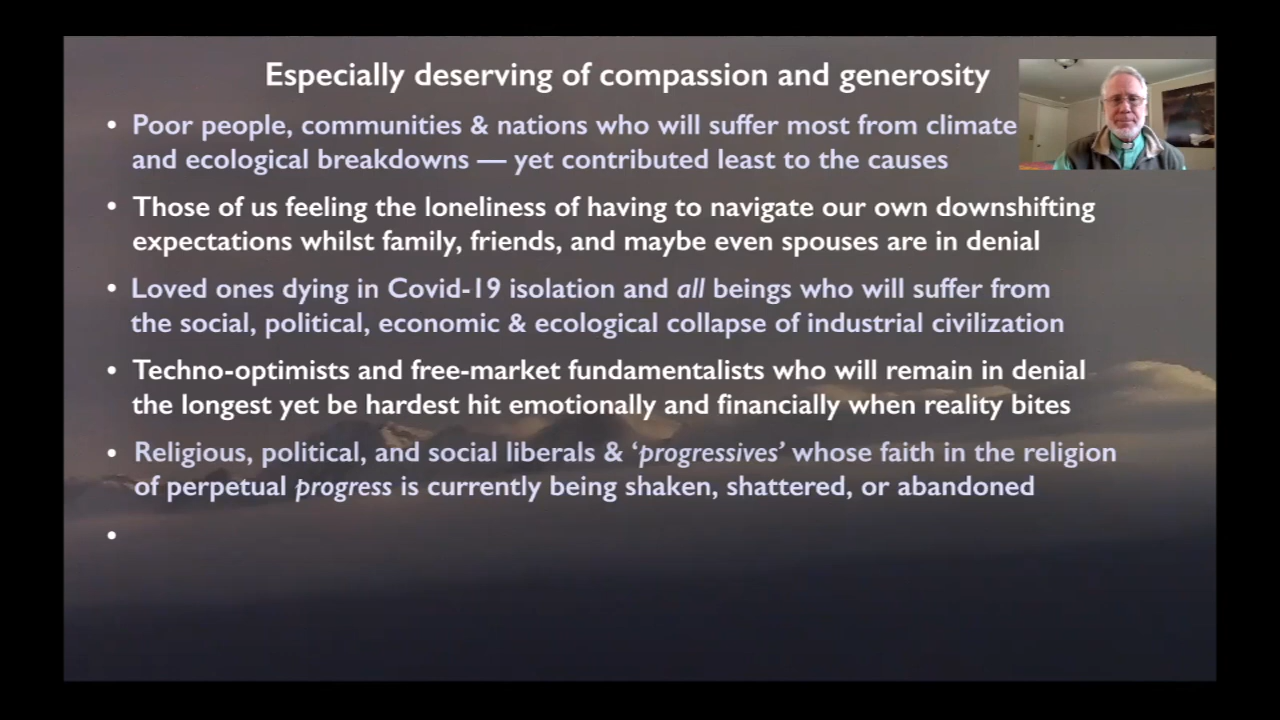 Especially deserving of compassion and generosity
• Poor people, communities & nations who will suffer most from climate
and ecological breakdowns — yet contributed least to the causes
• Those of us feeling the loneliness of having to navigate our own downshifting
expectations whilst family, friends, and maybe even spouses are in denial
• Loved ones dying in Covid-19 isolation and all beings who will suffer from
the social, political, economic & ecological collapse of industrial civilization
• Techno-optimists and free-market fundamentalists who will remain in denial
the longest yet be hardest hit emotionally and financially when reality bites
• Religious, political, and social liberals & ‘progressives’ whose faith in the religion
of perpetual progress is currently being shaken, shattered, or abandoned
•